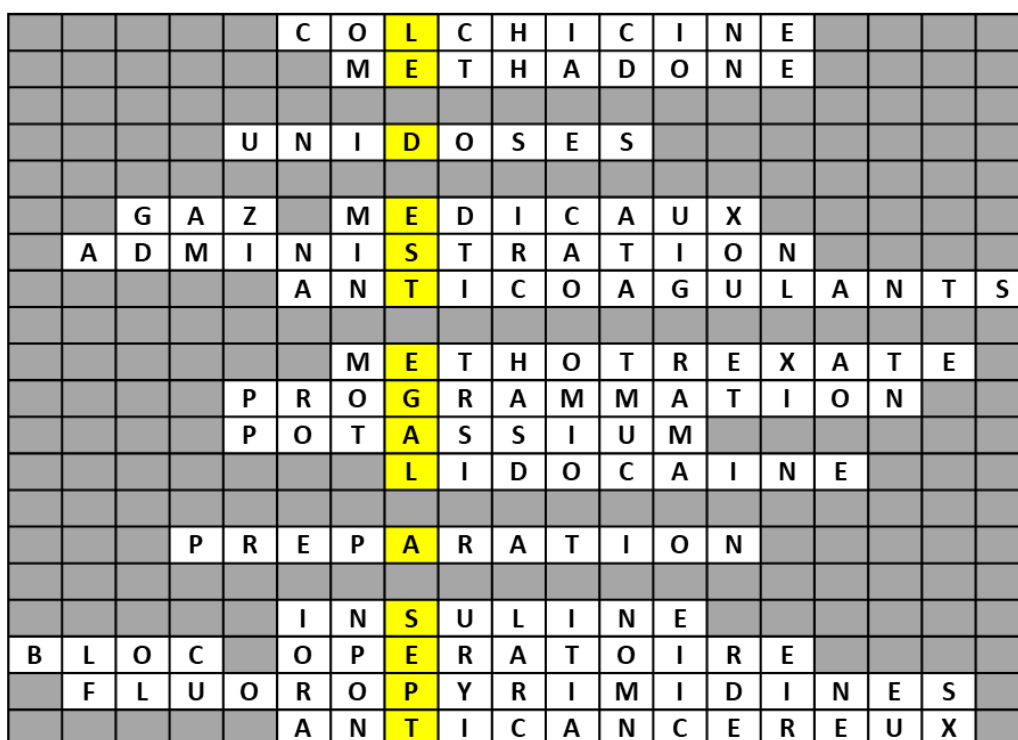 COLCHICINE
METHADONE
UNIDOSES
GAZ MEDICAUX
ADMINISTRATION
ANTICOAGULANTS
METHOTREXATE
PROGRAMMATION
POTASSIUM
LIDOCAINE
PREPARATION
INSULINE
BLOC OPERATOIRE
FLUOROPYRIMIDINES
ANTICANCEREUX